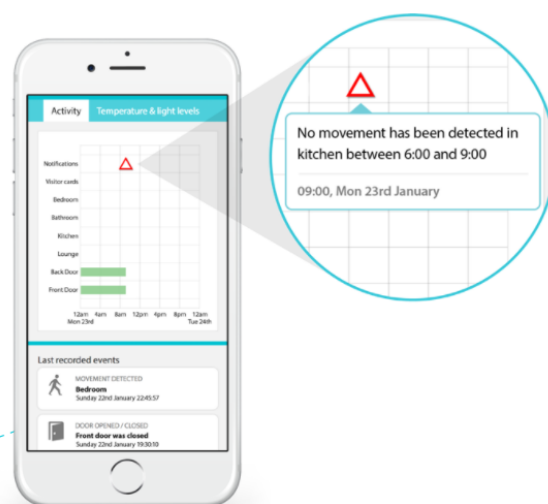 Activity
Temperature & light levels
Notifications
Visitor cards
Bedroom
Bathroom
Kitchen
Lounge
Back Door
Front Door
12am 4am 8am 12pm 4pm 8pm 12am
Mon 23rd Tue 24th
Last recorded events
MOVEMENT DETECTED
Bedroom
Sunday 22nd January 22:45:57
DOOR OPENED / CLOSED
Front door was closed
Sunday 22nd January 19:30:10
No movement has been detected in
kitchen between 6:00 and 9:00
09:00, Mon 23rd January